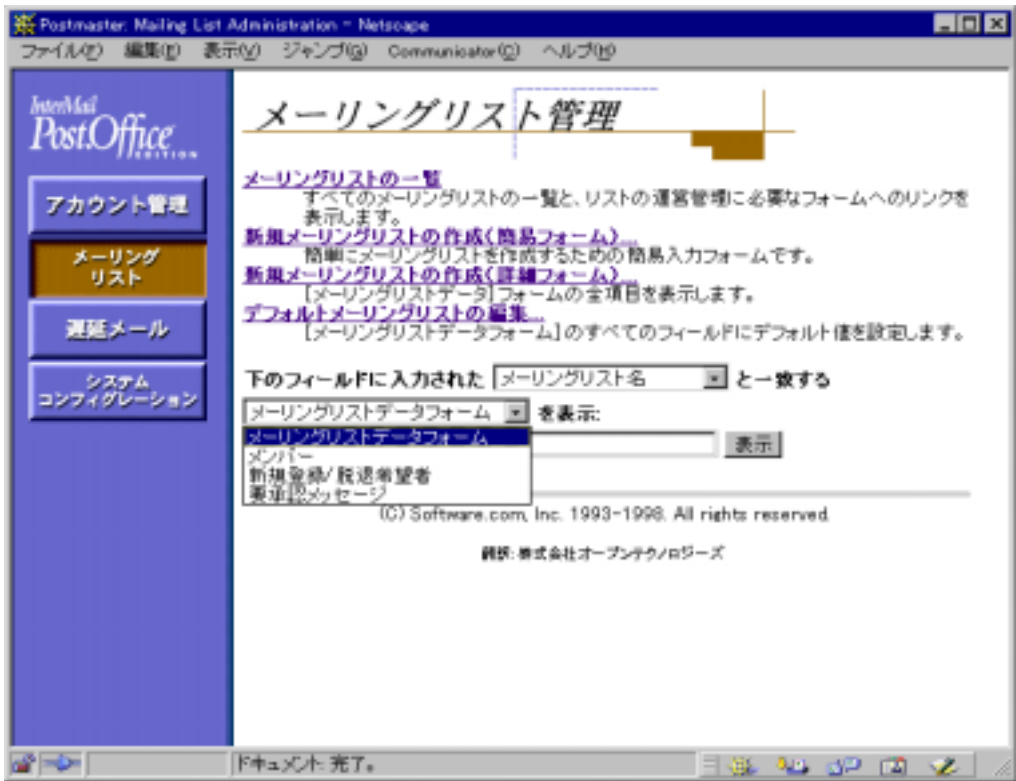 Postmaster: Mailing List Administration - Netscape
ファイル(F) 編集(E) 表示(V) ジャンプ(G) Communicator(C) ヘルプ(H)
InterMail
Post.Office
EDITION
アカウント管理
メーリング
リスト
遅延メール
システム
コンフィグレーション
メーリングリスト管理
メーリングリストの一覧
すべてのメーリングリストの一覧と、リストの運営管理に必要なフォームへのリンクを
表示します。
新規メーリングリストの作成(簡易フォーム)...
簡単にメーリングリストを作成するための簡易入力フォームです。
新規メーリングリストの作成(詳細フォーム)...
[メーリングリストデータ]フォームの全項目を表示します。
デフォルトメーリングリストの編集...
[メーリングリストデータフォーム]のすべてのフィールドにデフォルト値を設定します。
下のフィールドに入力された メーリングリスト名 と一致する
メーリングリストデータフォーム を表示:
メーリングリストデータフォーム
メンバー
新規登録/脱退希望者
要承認メッセージ
表示
(C) Software.com, Inc. 1993-1998. All rights reserved
翻訳: 株式会社オープンテクノロジーズ
ドキュメント: 完了。